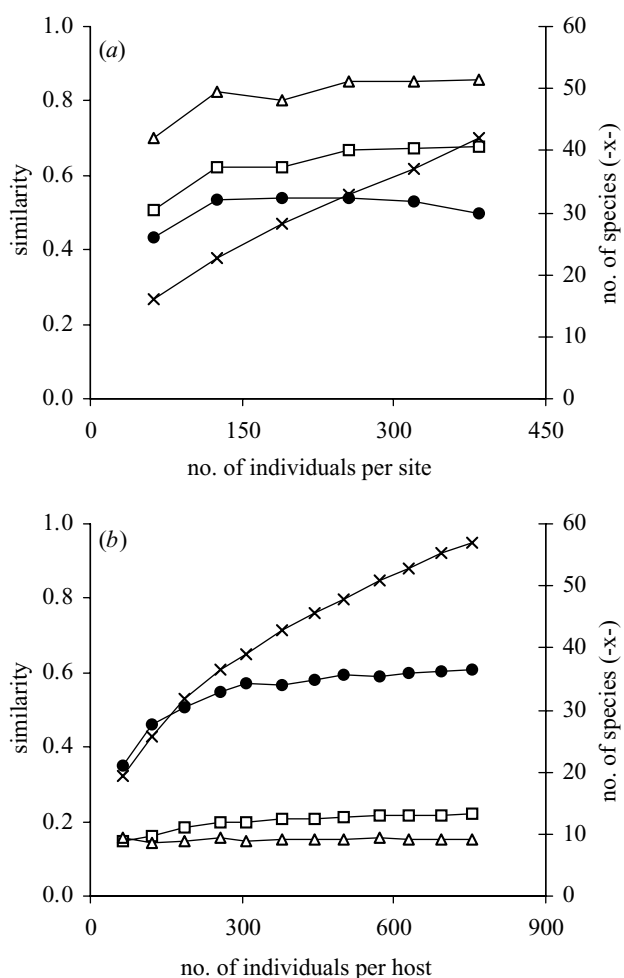 (a)
similarity
1.0
0.8
0.6
0.4
0.2
0.0
60
50
40
30
20
10
0
no. of species (-x-)
0 150 300 450
no. of individuals per site
(b)
similarity
1.0
0.8
0.6
0.4
0.2
0.0
60
50
40
30
20
10
0
no. of species (-x-)
0 300 600 900
no. of individuals per host